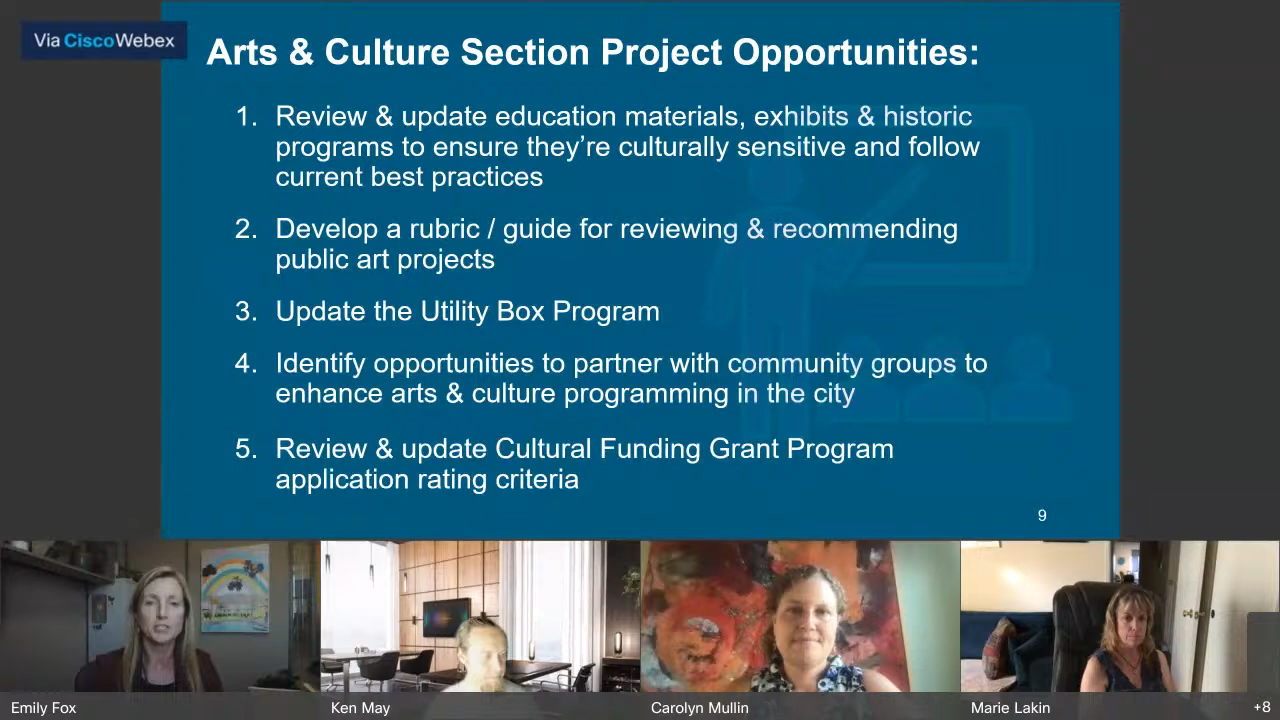 Via CiscoWebex
Arts & Culture Section Project Opportunities:
1. Review & update education materials, exhibits & historic
programs to ensure they’re culturally sensitive and follow
current best practices
2. Develop a rubric / guide for reviewing & recommending
public art projects
3. Update the Utility Box Program
4. Identify opportunities to partner with community groups to
enhance arts & culture programming in the city
5. Review & update Cultural Funding Grant Program
application rating criteria
9
Emily Fox
Ken May
Carolyn Mullin
Marie Lakin
+8